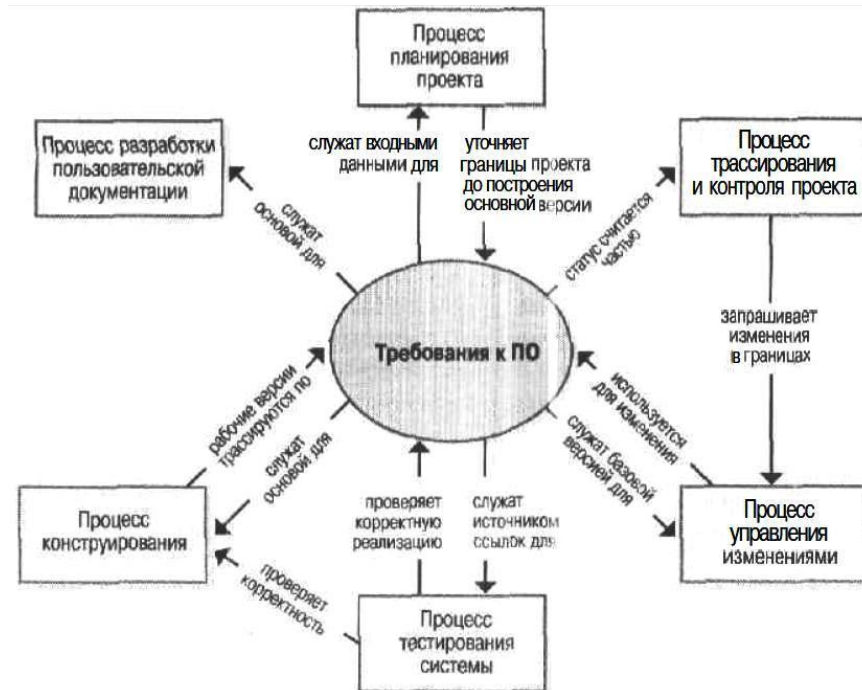 Процесс
планирования
проекта
Процесс разработки
пользовательской
документации
служат входными
данными для
уточняет
границы проекта
до построения
основной версии
Процесс
трассирования
и контроля проекта
служат
основой для
статус считается
частью
запрашивает
изменения
в границах
Требования к ПО
рабочие версии
трассируются по
служат
основой для
используется
для изменения
служат базовой
версией для
Процесс
конструирования
проверяет
корректную
реализацию
служат
источником
ссылок для
Процесс
управления
изменениями
проверяет
корректность
Процесс
тестирования
системы